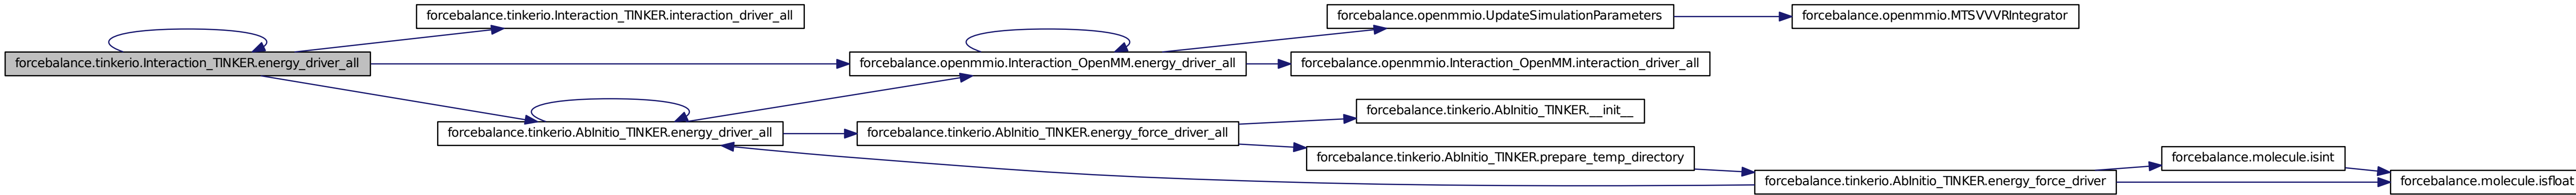 forcebalance.tinkerio.Interaction_TINKER.interaction_driver_all
forcebalance.openmmio.UpdateSimulationParameters
forcebalance.openmmio.MTSVVVRIntegrator
forcebalance.tinkerio.Interaction_TINKER.energy_driver_all
forcebalance.openmmio.Interaction_OpenMM.energy_driver_all
forcebalance.openmmio.Interaction_OpenMM.interaction_driver_all
forcebalance.tinkerio.AbInitio_TINKER.__init__
forcebalance.tinkerio.AbInitio_TINKER.energy_driver_all
forcebalance.tinkerio.AbInitio_TINKER.energy_force_driver_all
forcebalance.tinkerio.AbInitio_TINKER.prepare_temp_directory
forcebalance.molecule.isint
forcebalance.tinkerio.AbInitio_TINKER.energy_force_driver
forcebalance.molecule.isfloat